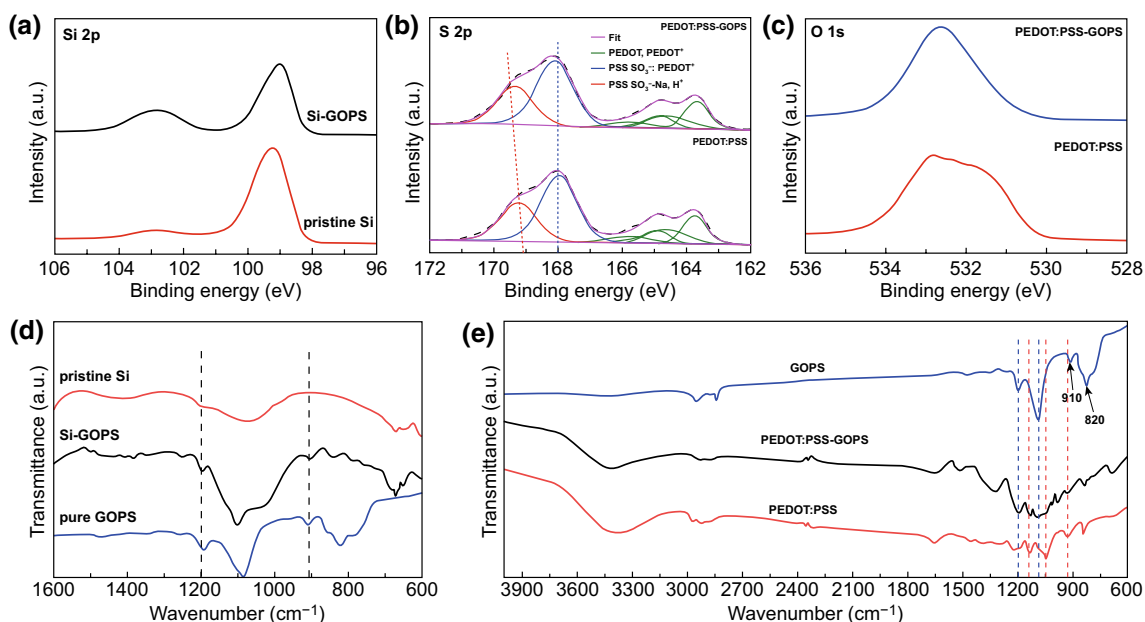 (a)
Si 2p
Si-GOPS
pristine Si
Intensity (a.u.)
106 104 102 100 98 96
Binding energy (eV)
(b)
S 2p
PEDOT:PSS-GOPS
Fit
PEDOT, PEDOT⁺
PSS SO₃⁻: PEDOT⁺
PSS SO₃⁻-Na, H⁺
PEDOT:PSS
Intensity (a.u.)
172 170 168 166 164 162
Binding energy (eV)
(c)
O 1s
PEDOT:PSS-GOPS
PEDOT:PSS
Intensity (a.u.)
536 534 532 530 528
Binding energy (eV)
(d)
pristine Si
Si-GOPS
pure GOPS
Transmittance (a.u.)
1600 1400 1200 1000 800 600
Wavenumber (cm⁻¹)
(e)
GOPS
910
820
PEDOT:PSS-GOPS
PEDOT:PSS
Transmittance (a.u.)
3900 3600 3300 3000 2700 2400 2100 1800 1500 1200 900 600
Wavenumber (cm⁻¹)